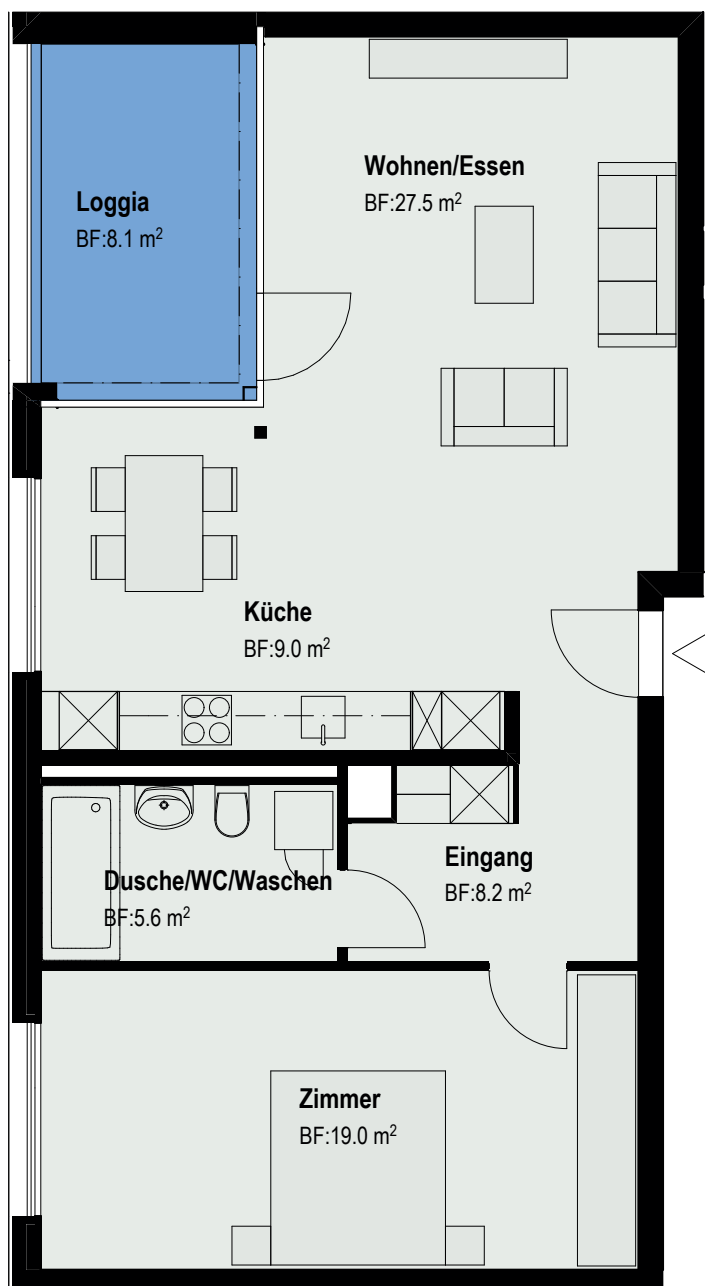 Wohnen/Essen
BF:27.5 m²
Loggia
BF:8.1 m²
Küche
BF:9.0 m²
Eingang
BF:8.2 m²
Dusche/WC/Waschen
BF:5.6 m²
Zimmer
BF:19.0 m²